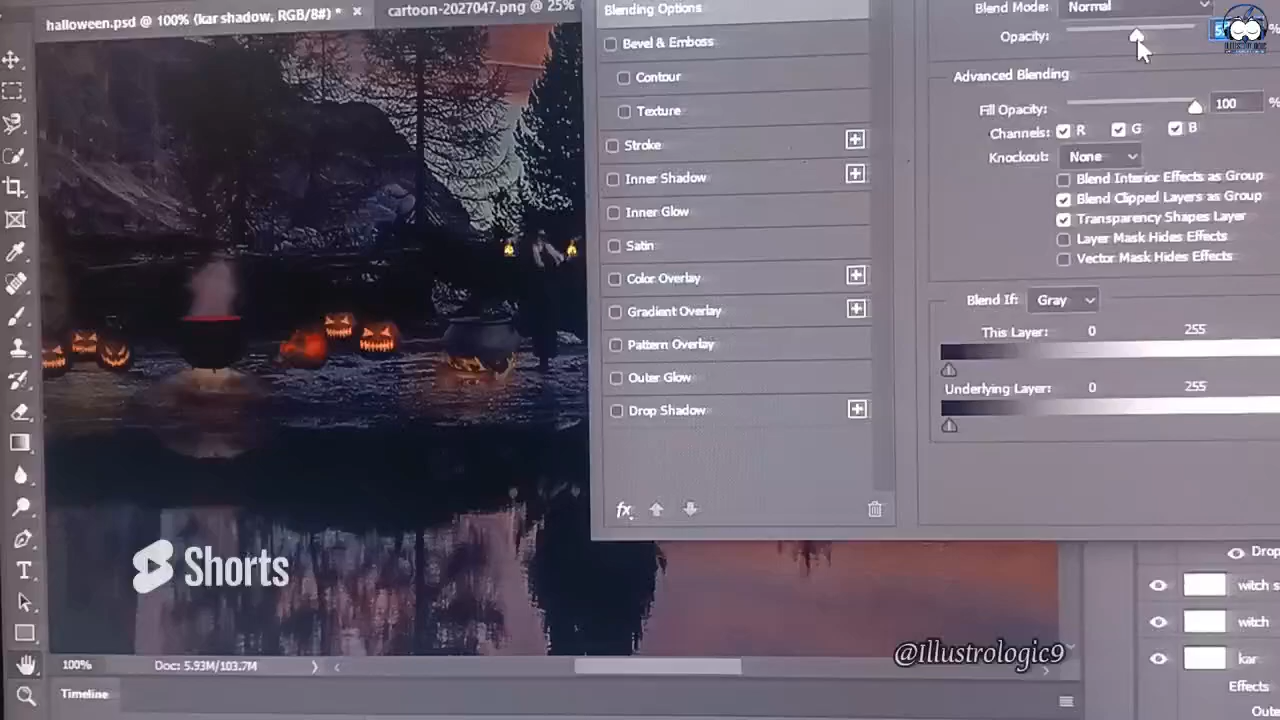 halloween.psd @ 100% (kar shadow, RGB/8#) * ×
cartoon-2027047.png @ 25%
Blending Options
Bevel & Emboss
Contour
Texture
Stroke
Inner Shadow
Inner Glow
Satin
Color Overlay
Gradient Overlay
Pattern Overlay
Outer Glow
Drop Shadow
fx
Blend Mode: Normal
Opacity: %
Advanced Blending
Fill Opacity: 100 %
Channels: R G B
Knockout: None
Blend Interior Effects as Group
Blend Clipped Layers as Group
Transparency Shapes Layer
Layer Mask Hides Effects
Vector Mask Hides Effects
Blend If: Gray
This Layer: 0 255
Underlying Layer: 0 255
Shorts
@Illustrologic9
100% Doc: 5.93M/103.7M
Timeline
Drop
witch s
witch
kar
Effects
Oute